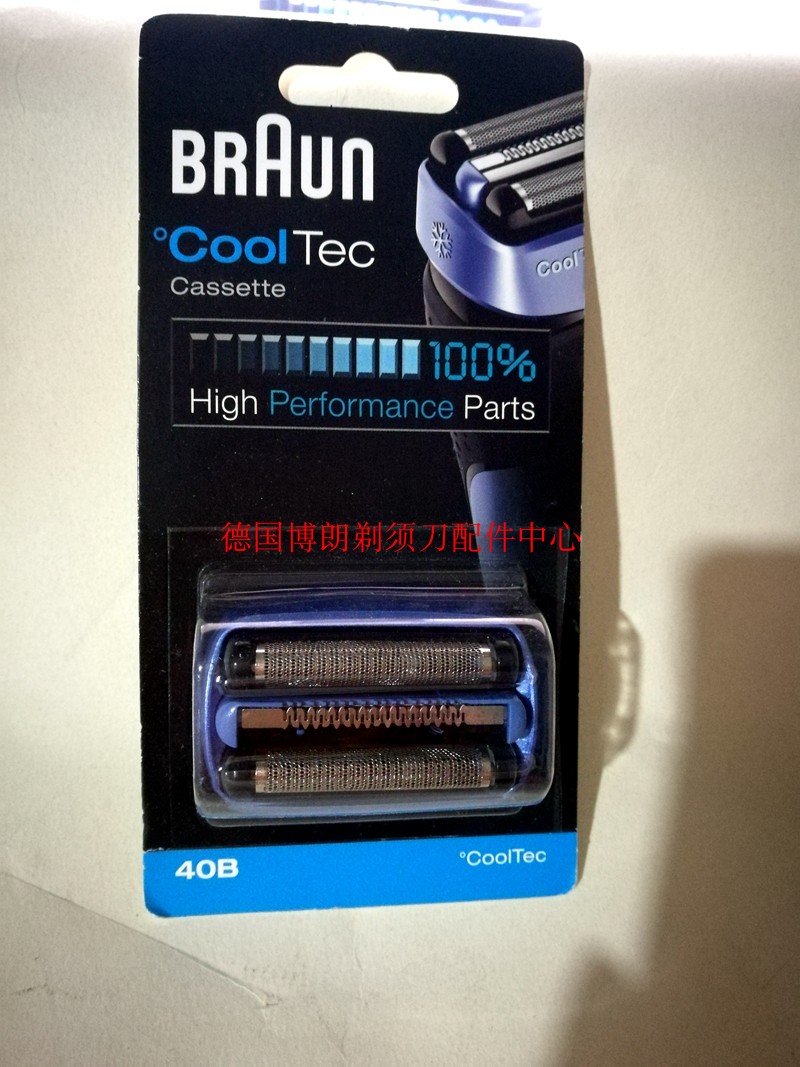 BRAUN
°CoolTec
Cassette
CoolT
100%
High Performance Parts
德国博朗剃须刀配件中心
40B
°CoolTec